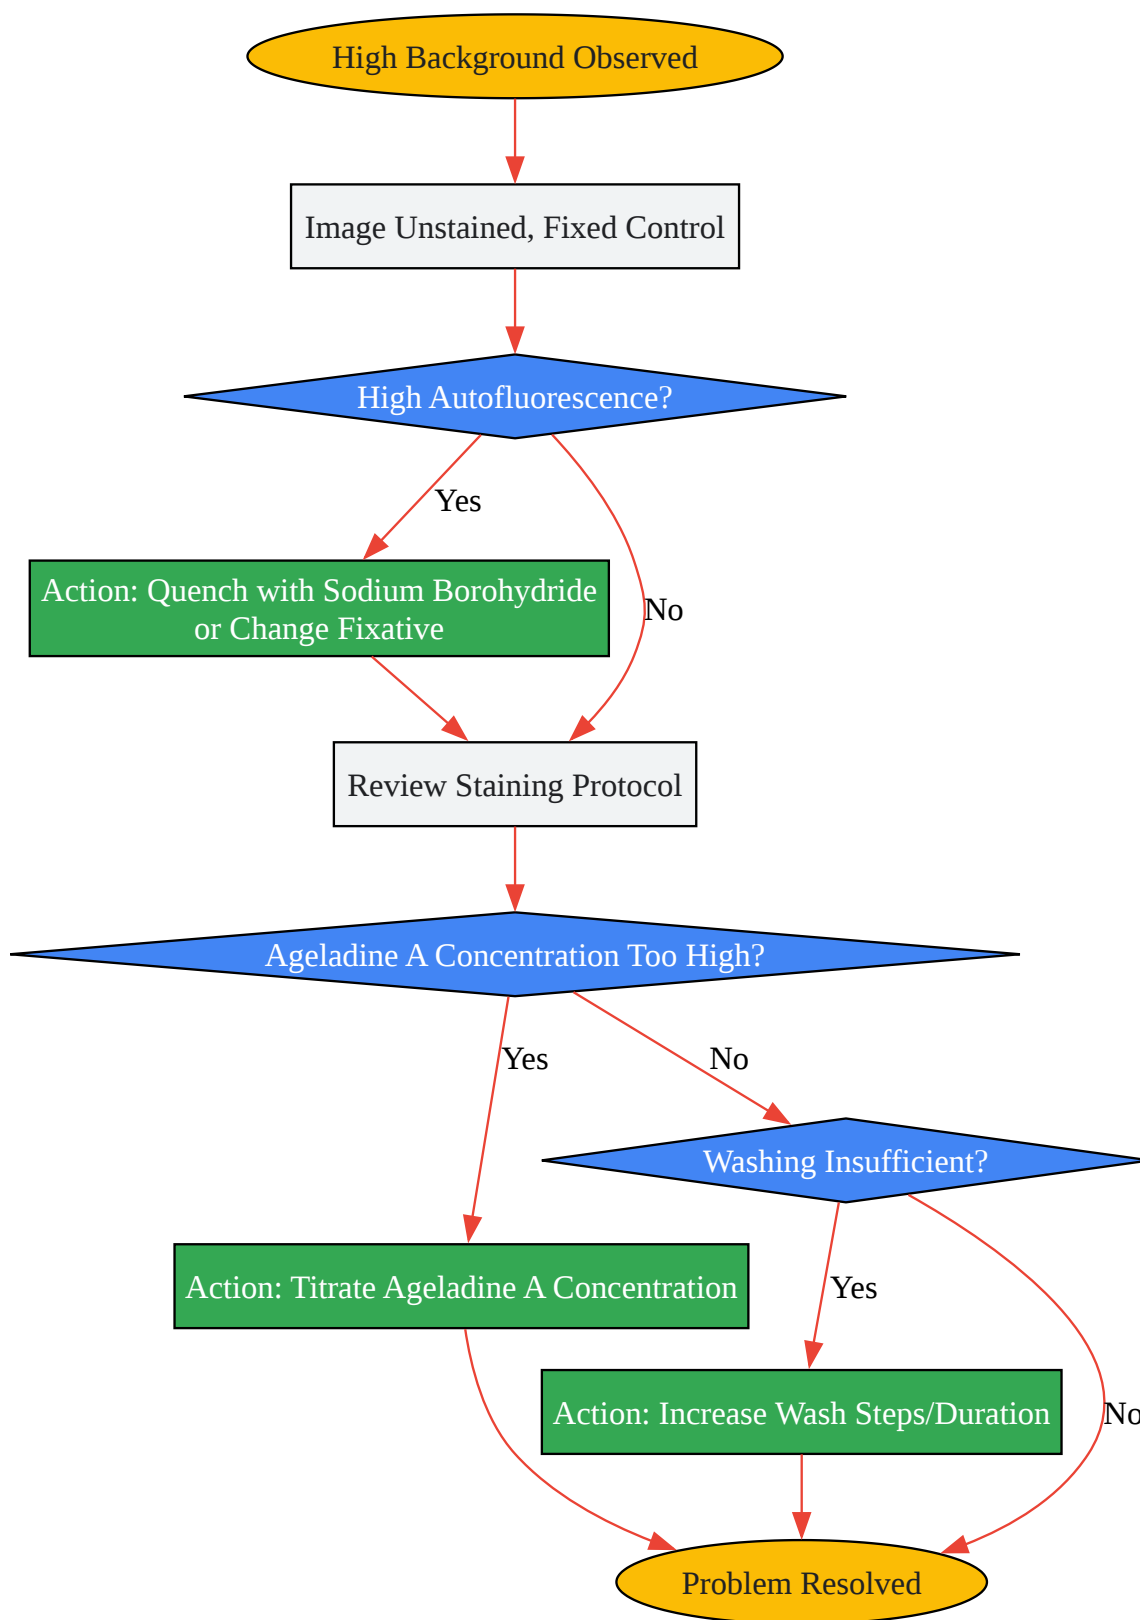 High Background Observed
Image Unstained, Fixed Control
High Autofluorescence?
Yes
Action: Quench with Sodium Borohydride
or Change Fixative
No
Review Staining Protocol
Ageladine A Concentration Too High?
Yes
No
Washing Insufficient?
Action: Titrate Ageladine A Concentration
Yes
Action: Increase Wash Steps/Duration
No
Problem Resolved